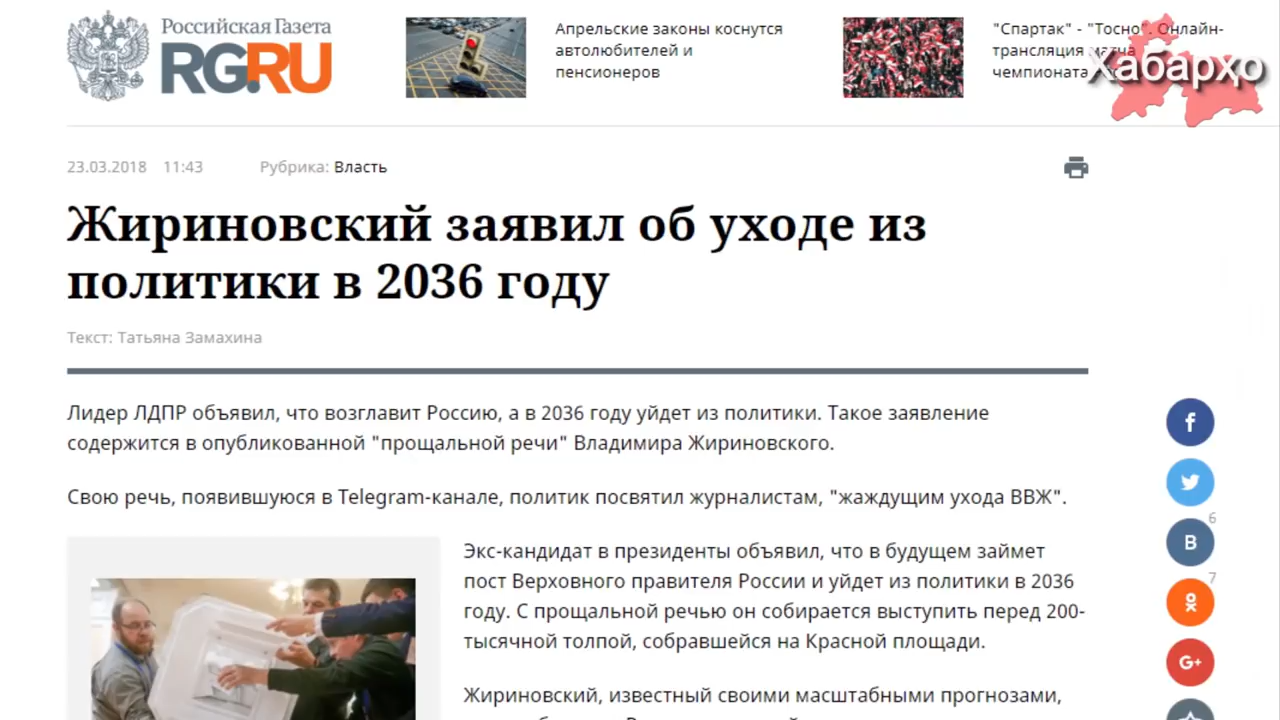 Российская Газета
RG.RU
Апрельские законы коснутся
автолюбителей и
пенсионеров
"Спартак" - "Тосно". Онлайн-
трансляция матча
чемпионата
Хабарҳо
23.03.2018 11:43 Рубрика: Власть
Жириновский заявил об уходе из
политики в 2036 году
Текст: Татьяна Замахина
Лидер ЛДПР объявил, что возглавит Россию, а в 2036 году уйдет из политики. Такое заявление
содержится в опубликованной "прощальной речи" Владимира Жириновского.
Свою речь, появившуюся в Telegram-канале, политик посвятил журналистам, "жаждущим ухода ВВЖ".
Экс-кандидат в президенты объявил, что в будущем займет
пост Верховного правителя России и уйдет из политики в 2036
году. С прощальной речью он собирается выступить перед 200-
тысячной толпой, собравшейся на Красной площади.
Жириновский, известный своими масштабными прогнозами,
f
6
B
7
G+